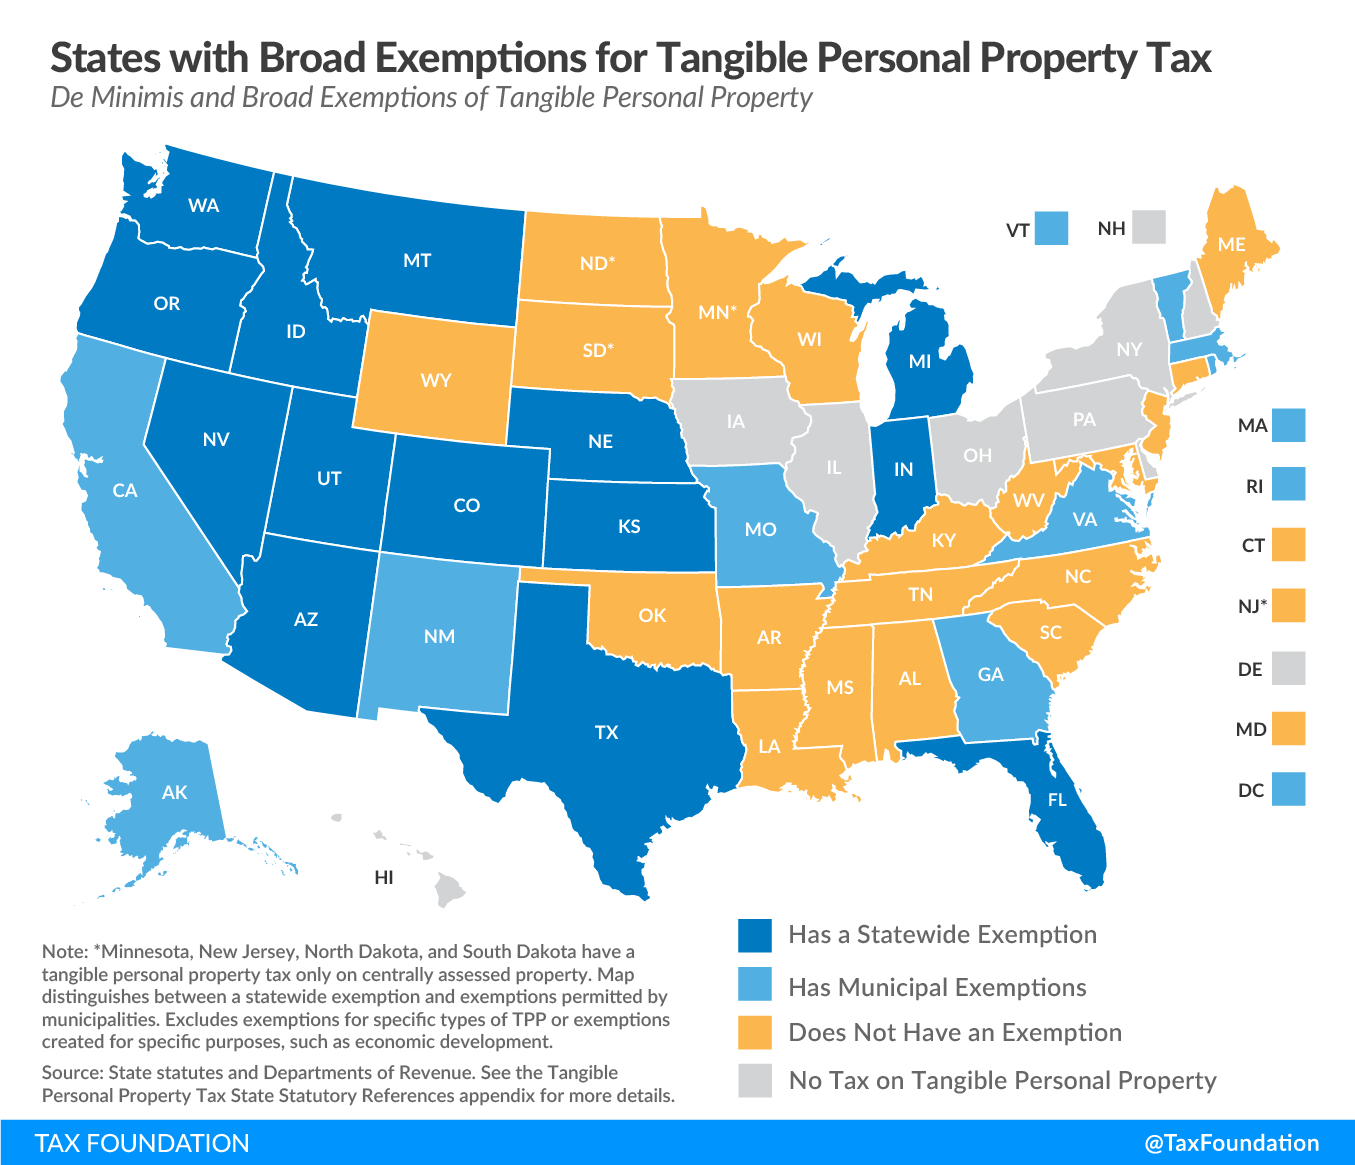 States with Broad Exemptions for Tangible Personal Property Tax
De Minimis and Broad Exemptions of Tangible Personal Property
WA
MT
ND*
MN*
VT
NH
ME
OR
ID
SD*
WI
MI
NY
WY
IA
PA
NV
NE
IL
IN
OH
MA
UT
CA
CO
KS
MO
WV
VA
RI
KY
CT
AZ
NM
OK
AR
TN
NC
NJ*
SC
MS
AL
GA
DE
TX
LA
MD
AK
FL
DC
HI
Has a Statewide Exemption
Has Municipal Exemptions
Does Not Have an Exemption
No Tax on Tangible Personal Property
Note: *Minnesota, New Jersey, North Dakota, and South Dakota have a
tangible personal property tax only on centrally assessed property. Map
distinguishes between a statewide exemption and exemptions permitted by
municipalities. Excludes exemptions for specific types of TPP or exemptions
created for specific purposes, such as economic development.
Source: State statutes and Departments of Revenue. See the Tangible
Personal Property Tax State Statutory References appendix for more details.
TAX FOUNDATION
@TaxFoundation